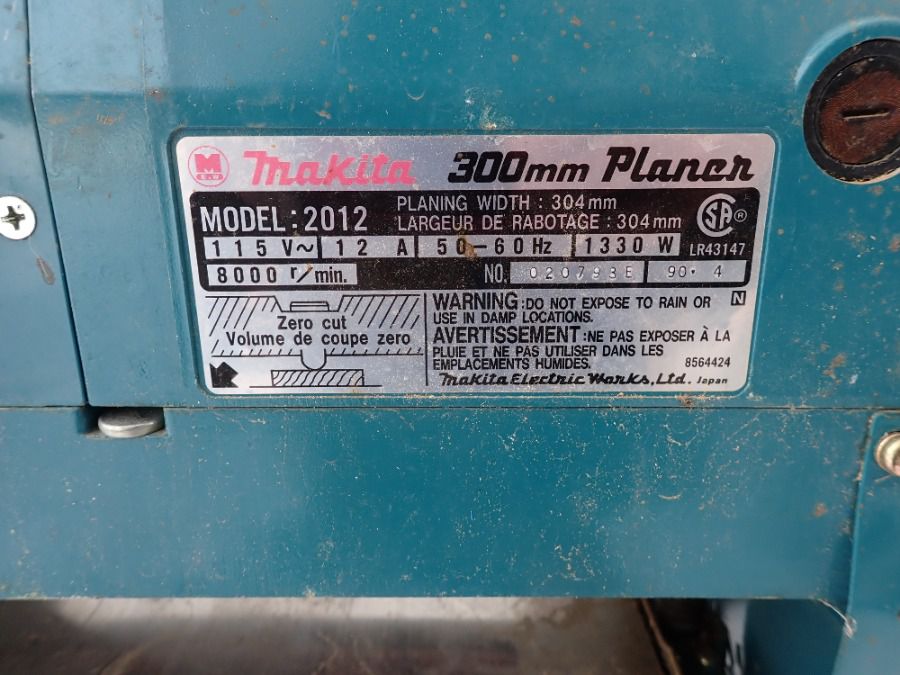 M
E.W
Makita 300mm Planer
MODEL:2012
PLANING WIDTH : 304mm
LARGEUR DE RABOTAGE : 304mm
SA®
LR43147
115V~ 12 A 50-60Hz 1330 W
8000 r/min. NO. 020793E 90・4
Zero cut
Volume de coupe zero
WARNING :DO NOT EXPOSE TO RAIN OR N
USE IN DAMP LOCATIONS.
AVERTISSEMENT :NE PAS EXPOSER À LA
PLUIE ET NE PAS UTILISER DANS LES
EMPLACEMENTS HUMIDES. 8564424
Makita Electric Works, Ltd. Japan